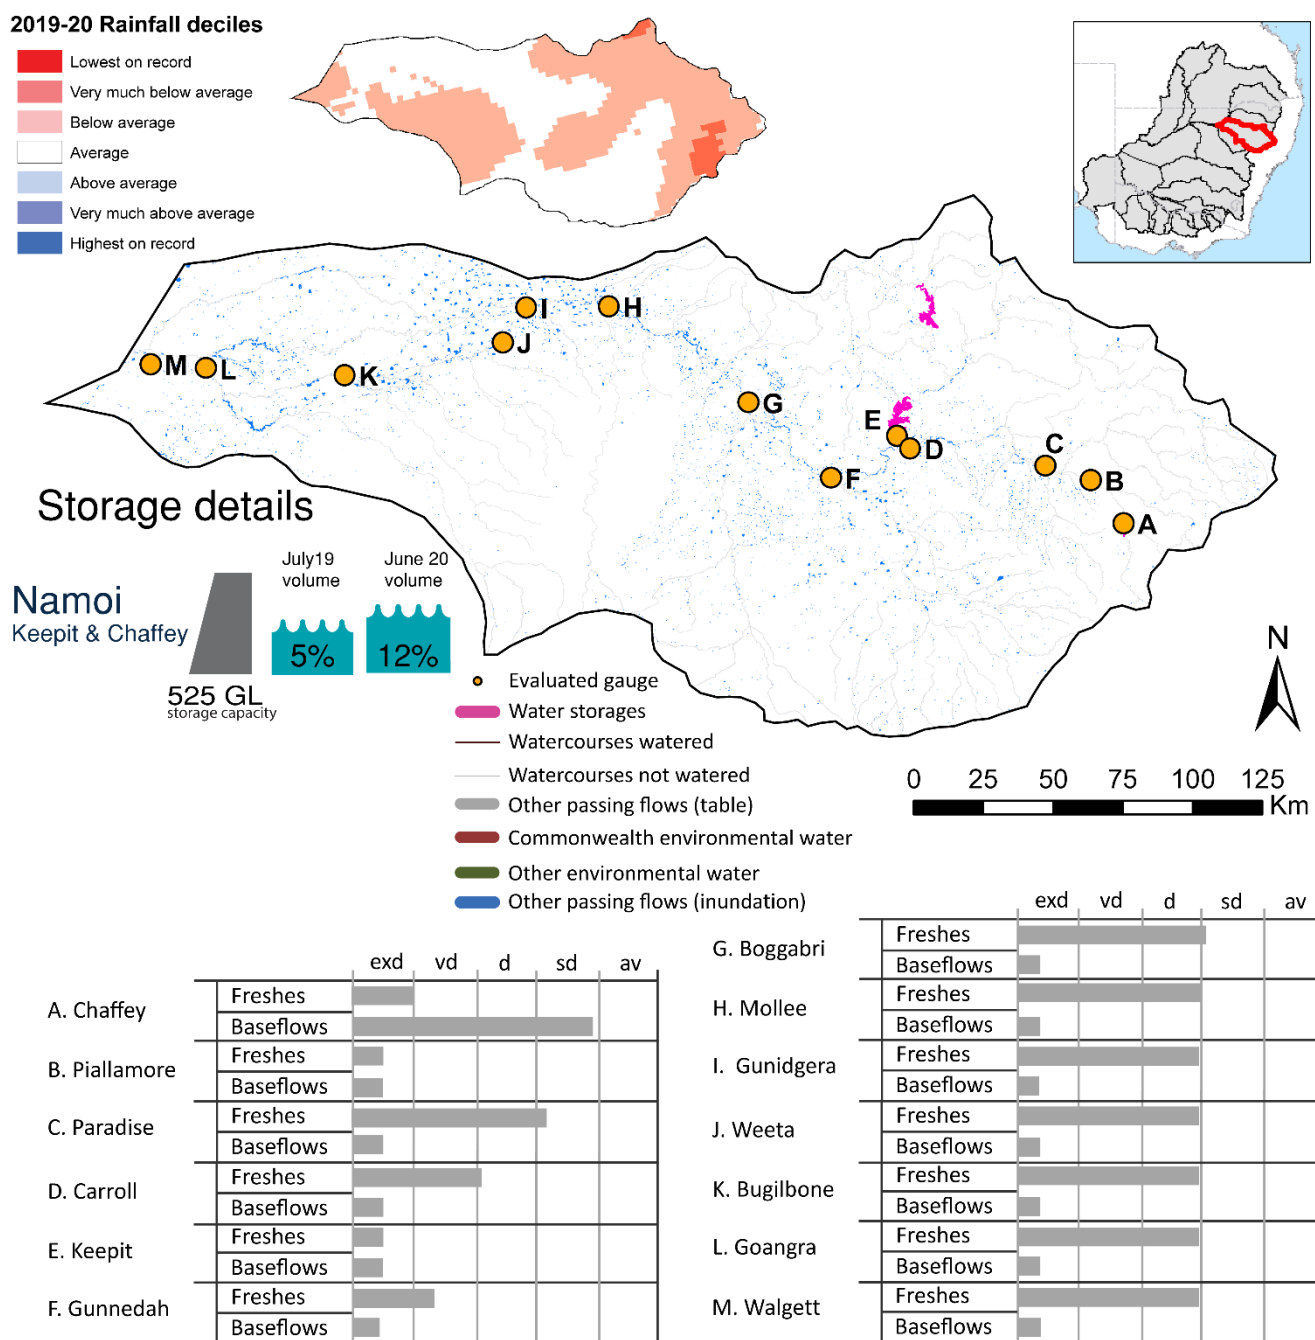 2019-20 Rainfall deciles
Lowest on record
Very much below average
Below average
Average
Above average
Very much above average
Highest on record
I
H
J
M
L
K
G
E
D
C
B
F
A
Storage details
July19
volume
June 20
volume
Namoi
Keepit & Chaffey
5%
12%
525 GL
storage capacity
N
Evaluated gauge
Water storages
Watercourses watered
Watercourses not watered
Other passing flows (table)
Commonwealth environmental water
Other environmental water
Other passing flows (inundation)
0 25 50 75 100 125
Km
exd vd d sd av
A. Chaffey
Freshes
Baseflows
B. Piallamore
Freshes
Baseflows
C. Paradise
Freshes
Baseflows
D. Carroll
Freshes
Baseflows
E. Keepit
Freshes
Baseflows
F. Gunnedah
Freshes
Baseflows
exd vd d sd av
G. Boggabri
Freshes
Baseflows
H. Mollee
Freshes
Baseflows
I. Gunidgera
Freshes
Baseflows
J. Weeta
Freshes
Baseflows
K. Bugilbone
Freshes
Baseflows
L. Goangra
Freshes
Baseflows
M. Walgett
Freshes
Baseflows